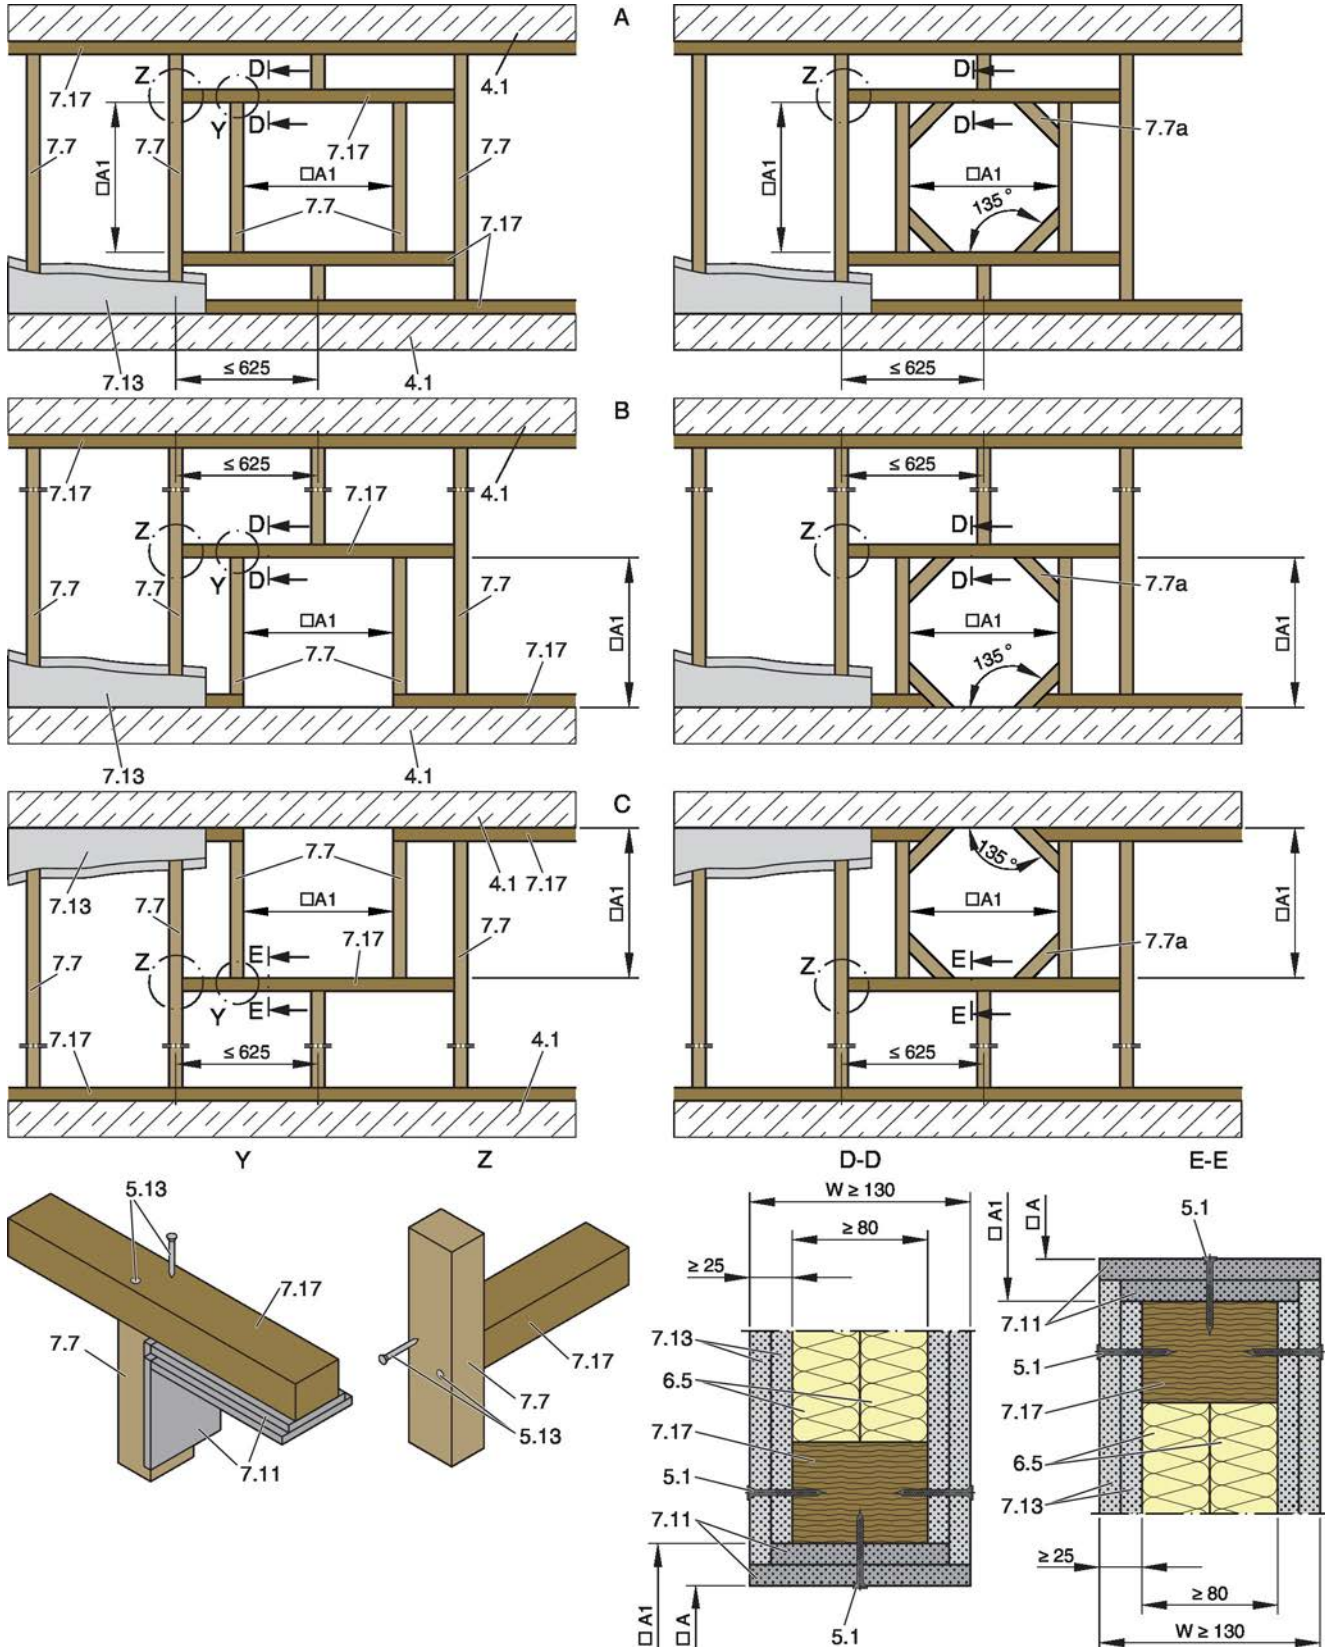 A
Z
D
4.1
7.17
Y
D
7.17
7.7
7.7
7.7
□A1
□A1
7.7
7.17
7.13
≤ 625
4.1
Z
D
D
7.7a
□A1
□A1
135°
≤ 625
B
≤ 625
7.17
7.17
4.1
Z
D
Y
D
7.7
7.7
7.7
□A1
□A1
7.7
7.17
7.13
4.1
≤ 625
Z
D
D
7.7a
□A1
□A1
135°
C
7.7
7.13
4.1
7.17
7.7
□A1
□A1
7.17
7.7
7.7
Z
E
Y
E
7.17
≤ 625
4.1
135°
□A1
□A1
7.7a
Z
E
E
≤ 625
Y
5.13
7.17
7.7
7.11
Z
7.17
7.7
5.13
D-D
W ≥ 130
≥ 80
≥ 25
7.13
6.5
7.17
5.1
7.11
□A1
□A
5.1
E-E
□A1
□A
5.1
7.11
5.1
7.17
6.5
7.13
≥ 25
≥ 80
W ≥ 130